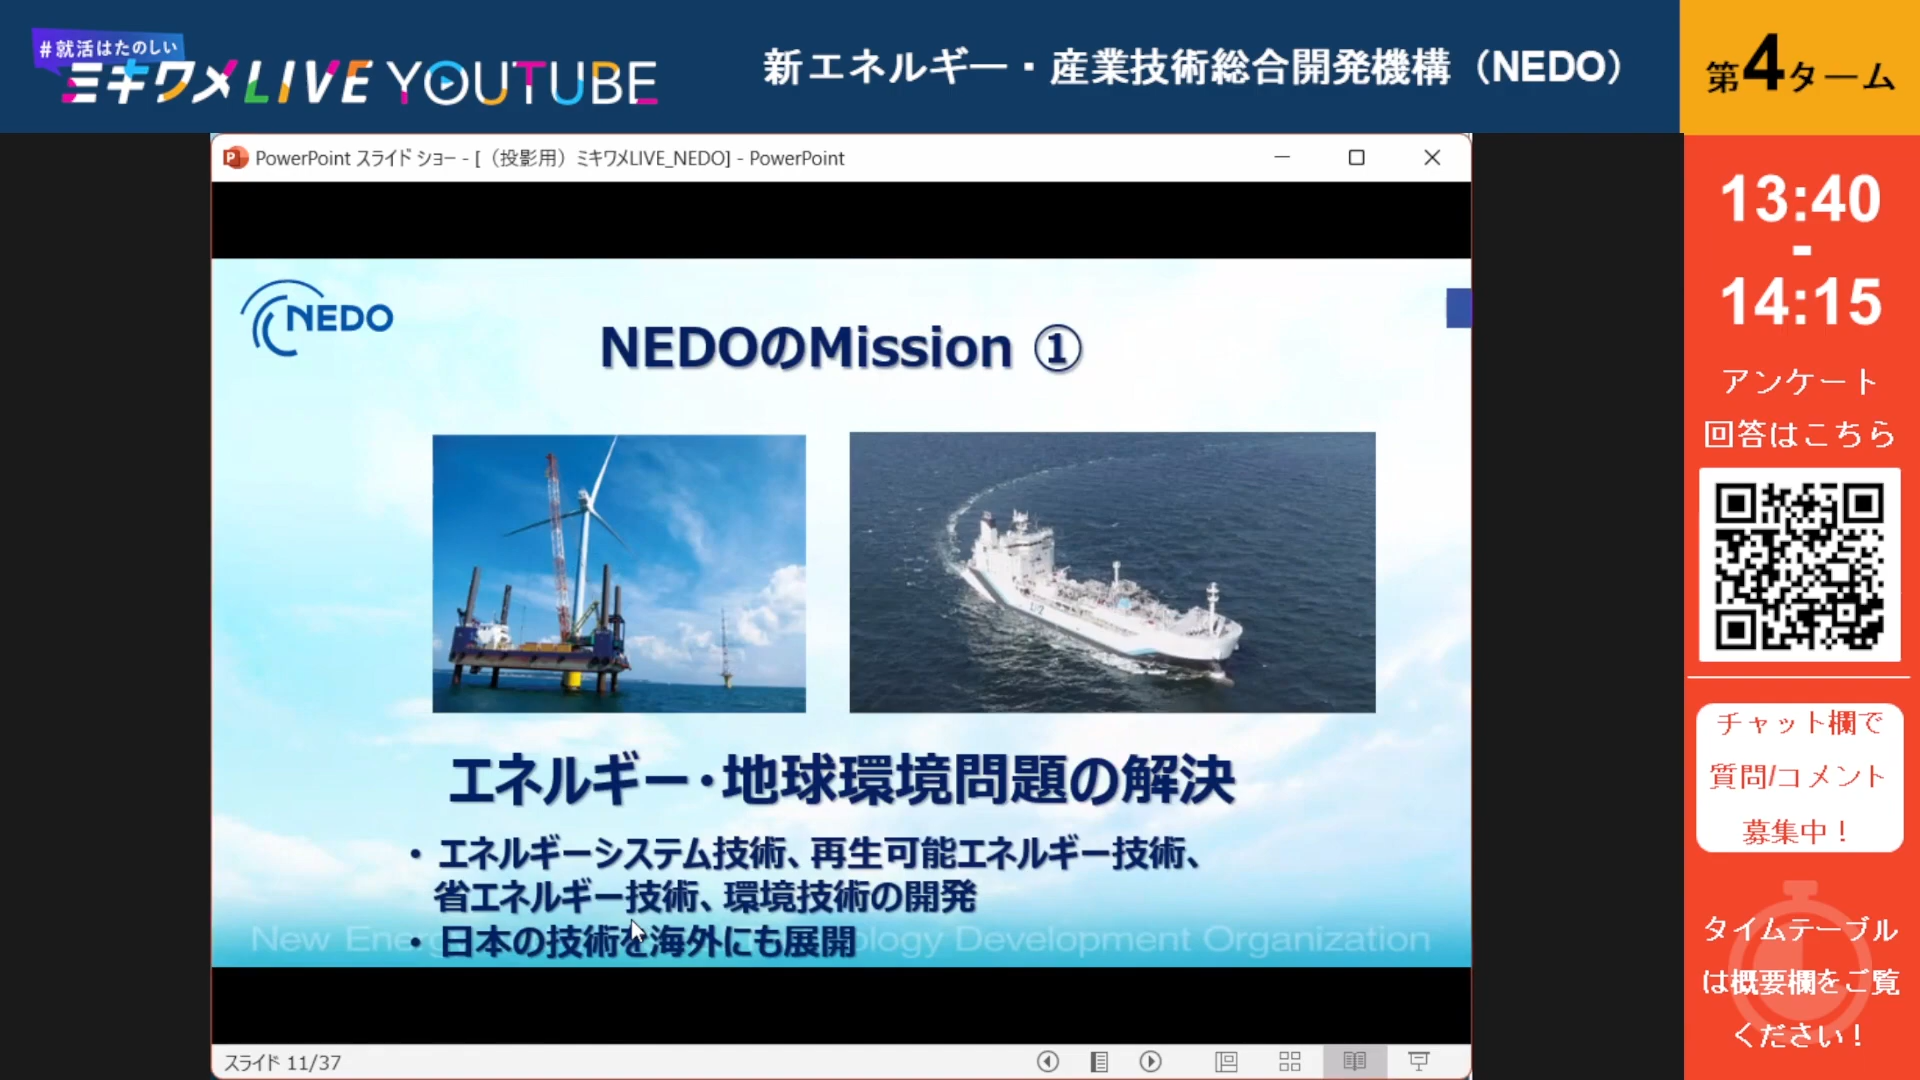 #就活はたのしい
ミキワメLIVE YOUTUBE
新エネルギー・産業技術総合開発機構（NEDO）
第4ターム
PowerPoint スライド ショー - [（投影用）ミキワメLIVE_NEDO] - PowerPoint
NEDO
NEDOのMission ①
L-7
エネルギー・地球環境問題の解決
・エネルギーシステム技術、再生可能エネルギー技術、
省エネルギー技術、環境技術の開発
・日本の技術を海外にも展開
New Ener
ology Development Organization
スライド 11/37
13:40
-
14:15
アンケート
回答はこちら
チャット欄で
質問/コメント
募集中！
タイムテーブル
は概要欄をご覧
ください！